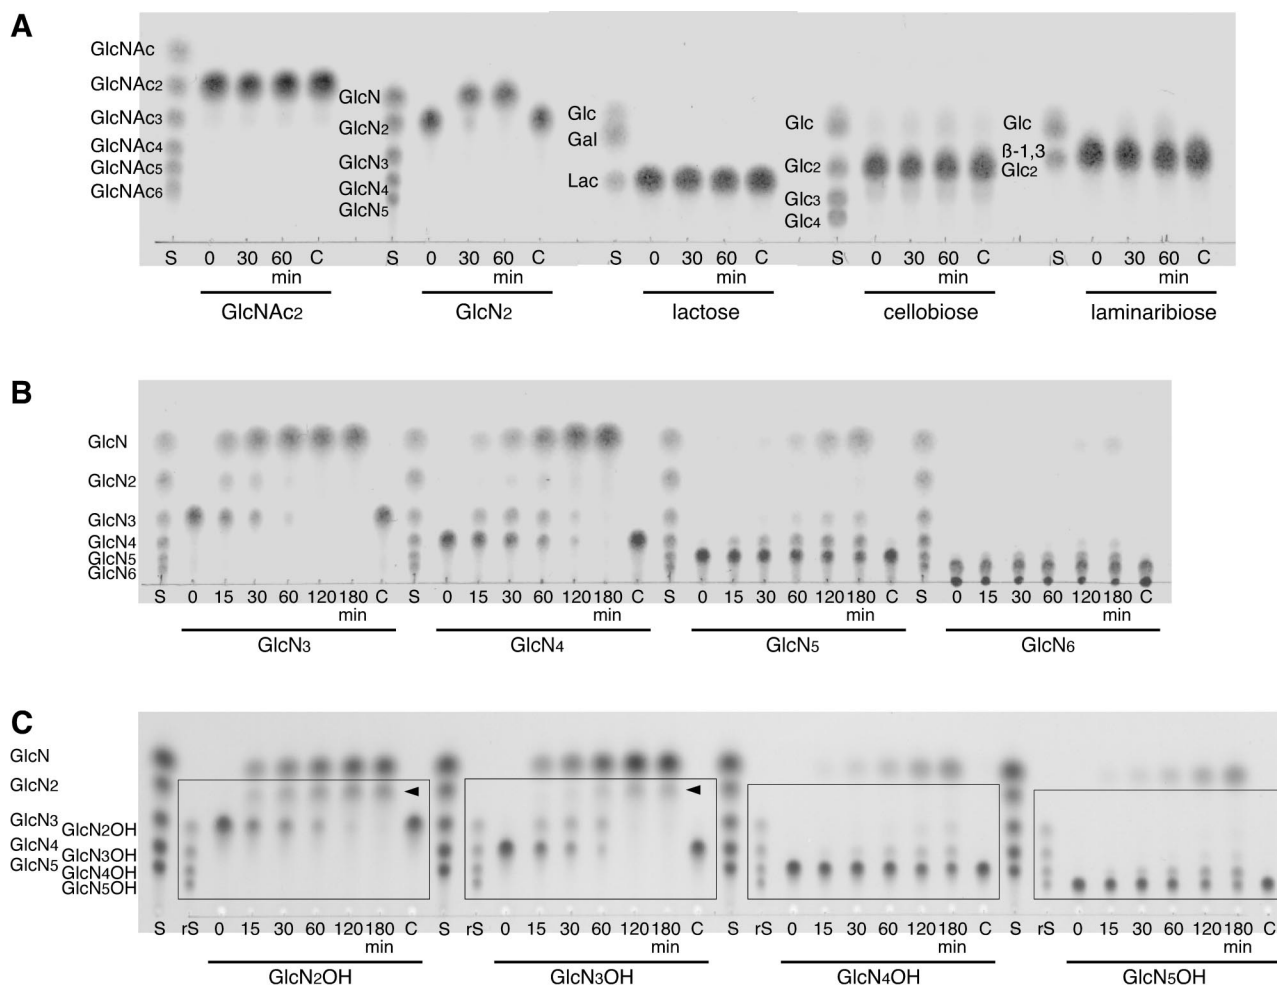 A
GlcNAc
GlcNAc2
GlcNAc3
GlcNAc4
GlcNAc5
GlcNAc6
GlcN
GlcN2
GlcN3
GlcN4
GlcN5
Glc
Gal
Lac
Glc
Glc2
Glc3
Glc4
Glc
ß-1,3
Glc2
S 0 30 60 C S 0 30 60 C S 0 30 60 C S 0 30 60 C S 0 30 60 C
min min min min min
GlcNAc2 GlcN2 lactose cellobiose laminaribiose
B
GlcN
GlcN2
GlcN3
GlcN4
GlcN5
GlcN6
S 0 15 30 60 120 180 C S 0 15 30 60 120 180 C S 0 15 30 60 120 180 C S 0 15 30 60 120 180 C
min min min min
GlcN3 GlcN4 GlcN5 GlcN6
C
GlcN
GlcN2
GlcN3
GlcN2OH
GlcN4
GlcN3OH
GlcN5
GlcN4OH
GlcN5OH
S rS 0 15 30 60 120 180 C S rS 0 15 30 60 120 180 C S rS 0 15 30 60 120 180 C S rS 0 15 30 60 120 180 C
min min min min
GlcN2OH GlcN3OH GlcN4OH GlcN5OH